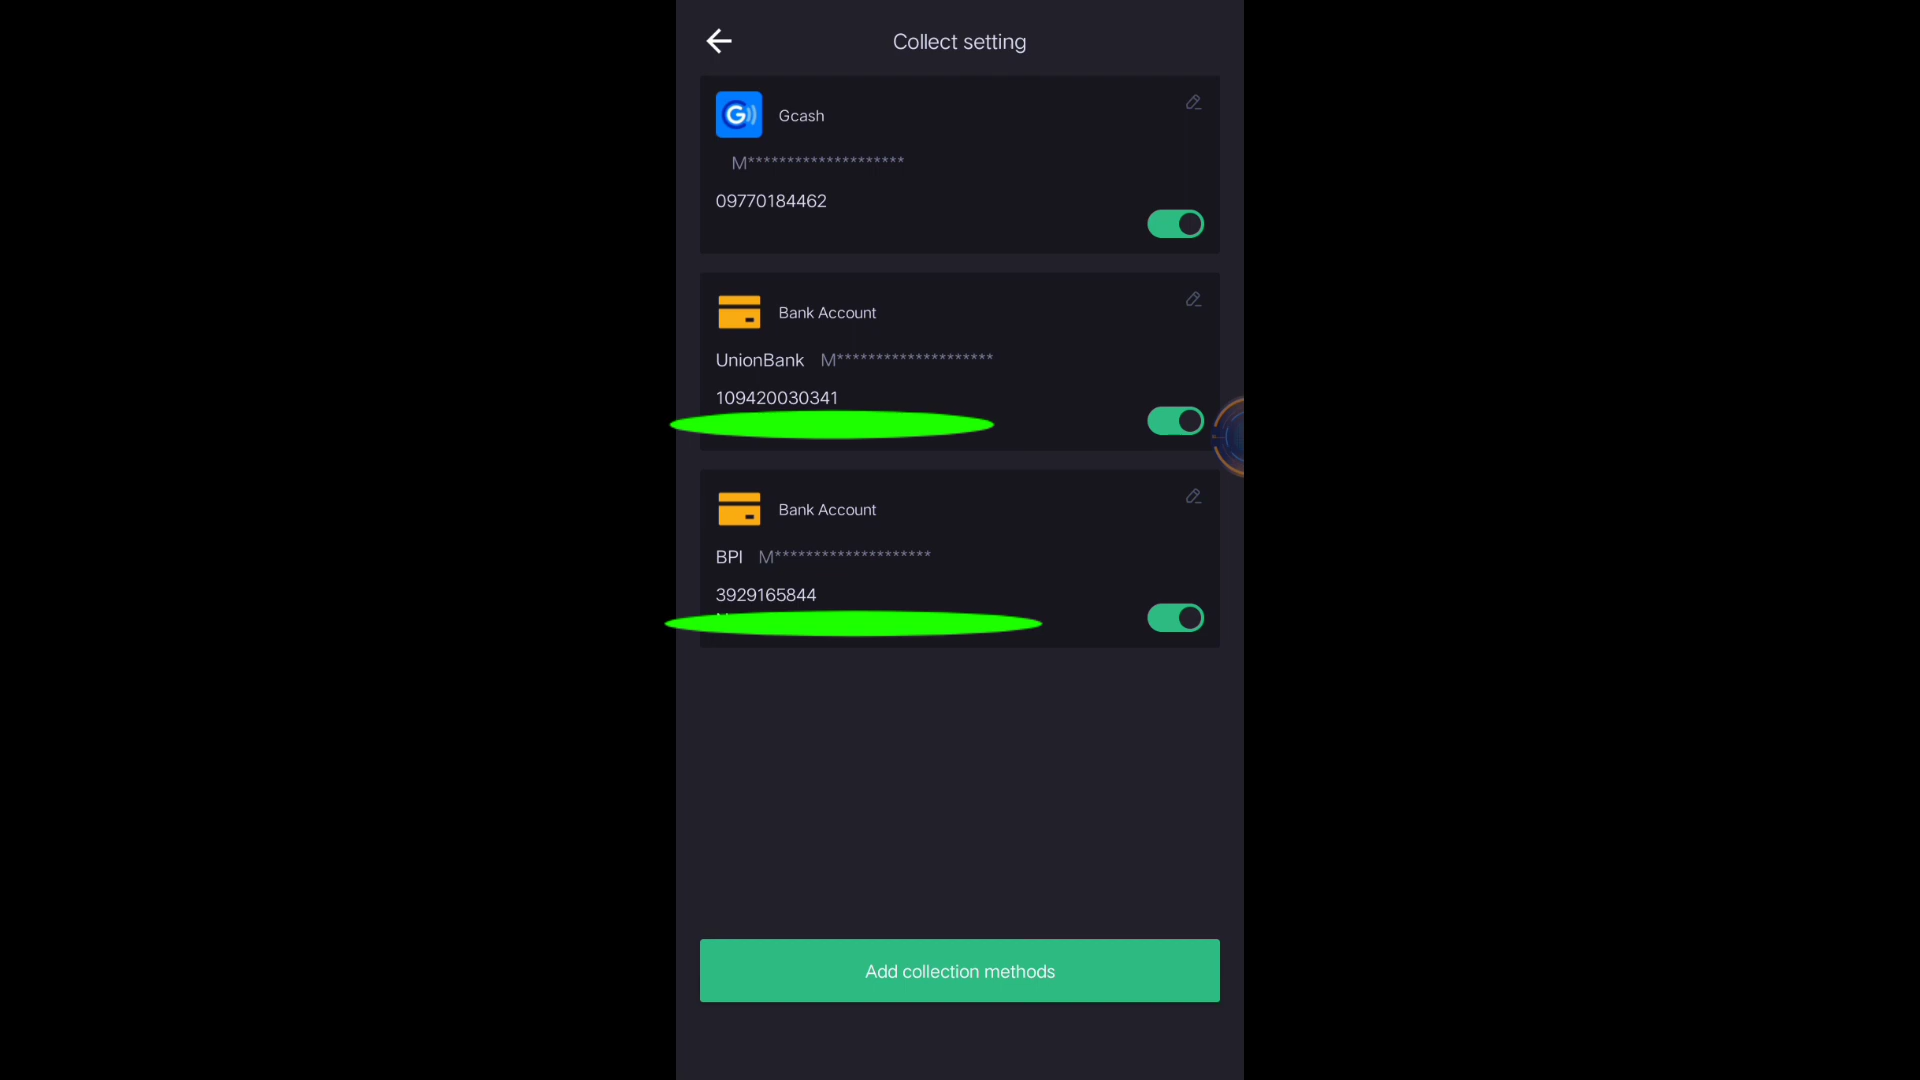 Collect setting
Gcash
M********************
09770184462
Bank Account
UnionBank M********************
109420030341
Bank Account
BPI M********************
3929165844
Add collection methods